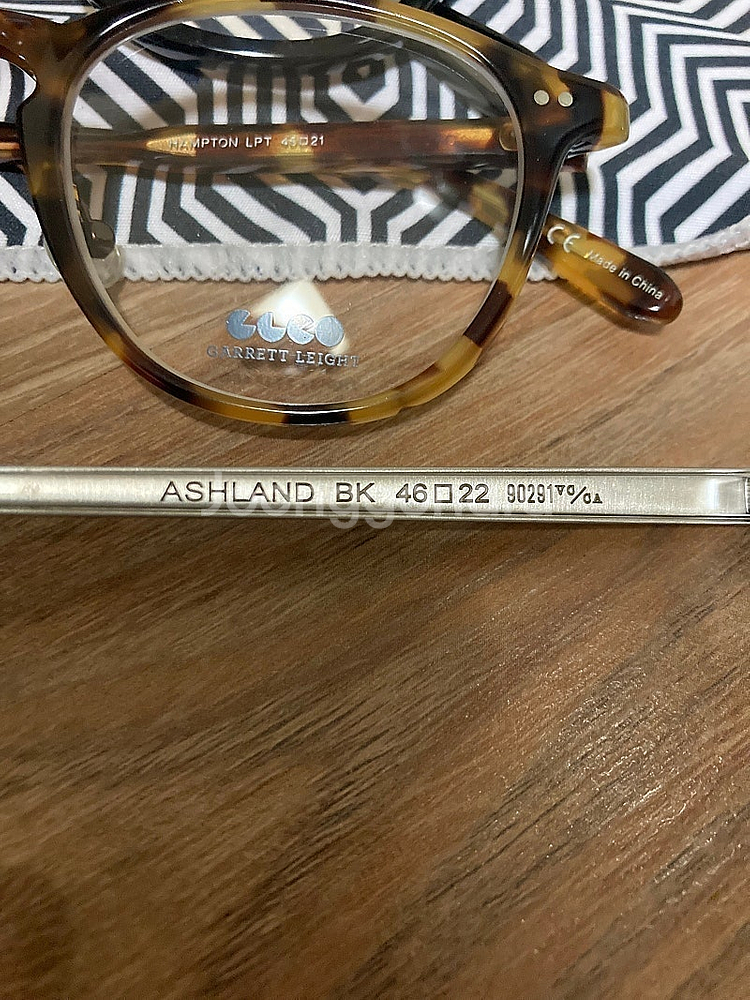 HAMPTON LPT 46□21
CE Made in China
GLCO
GARRETT LEIGHT
ASHLAND BK 46□22 90291